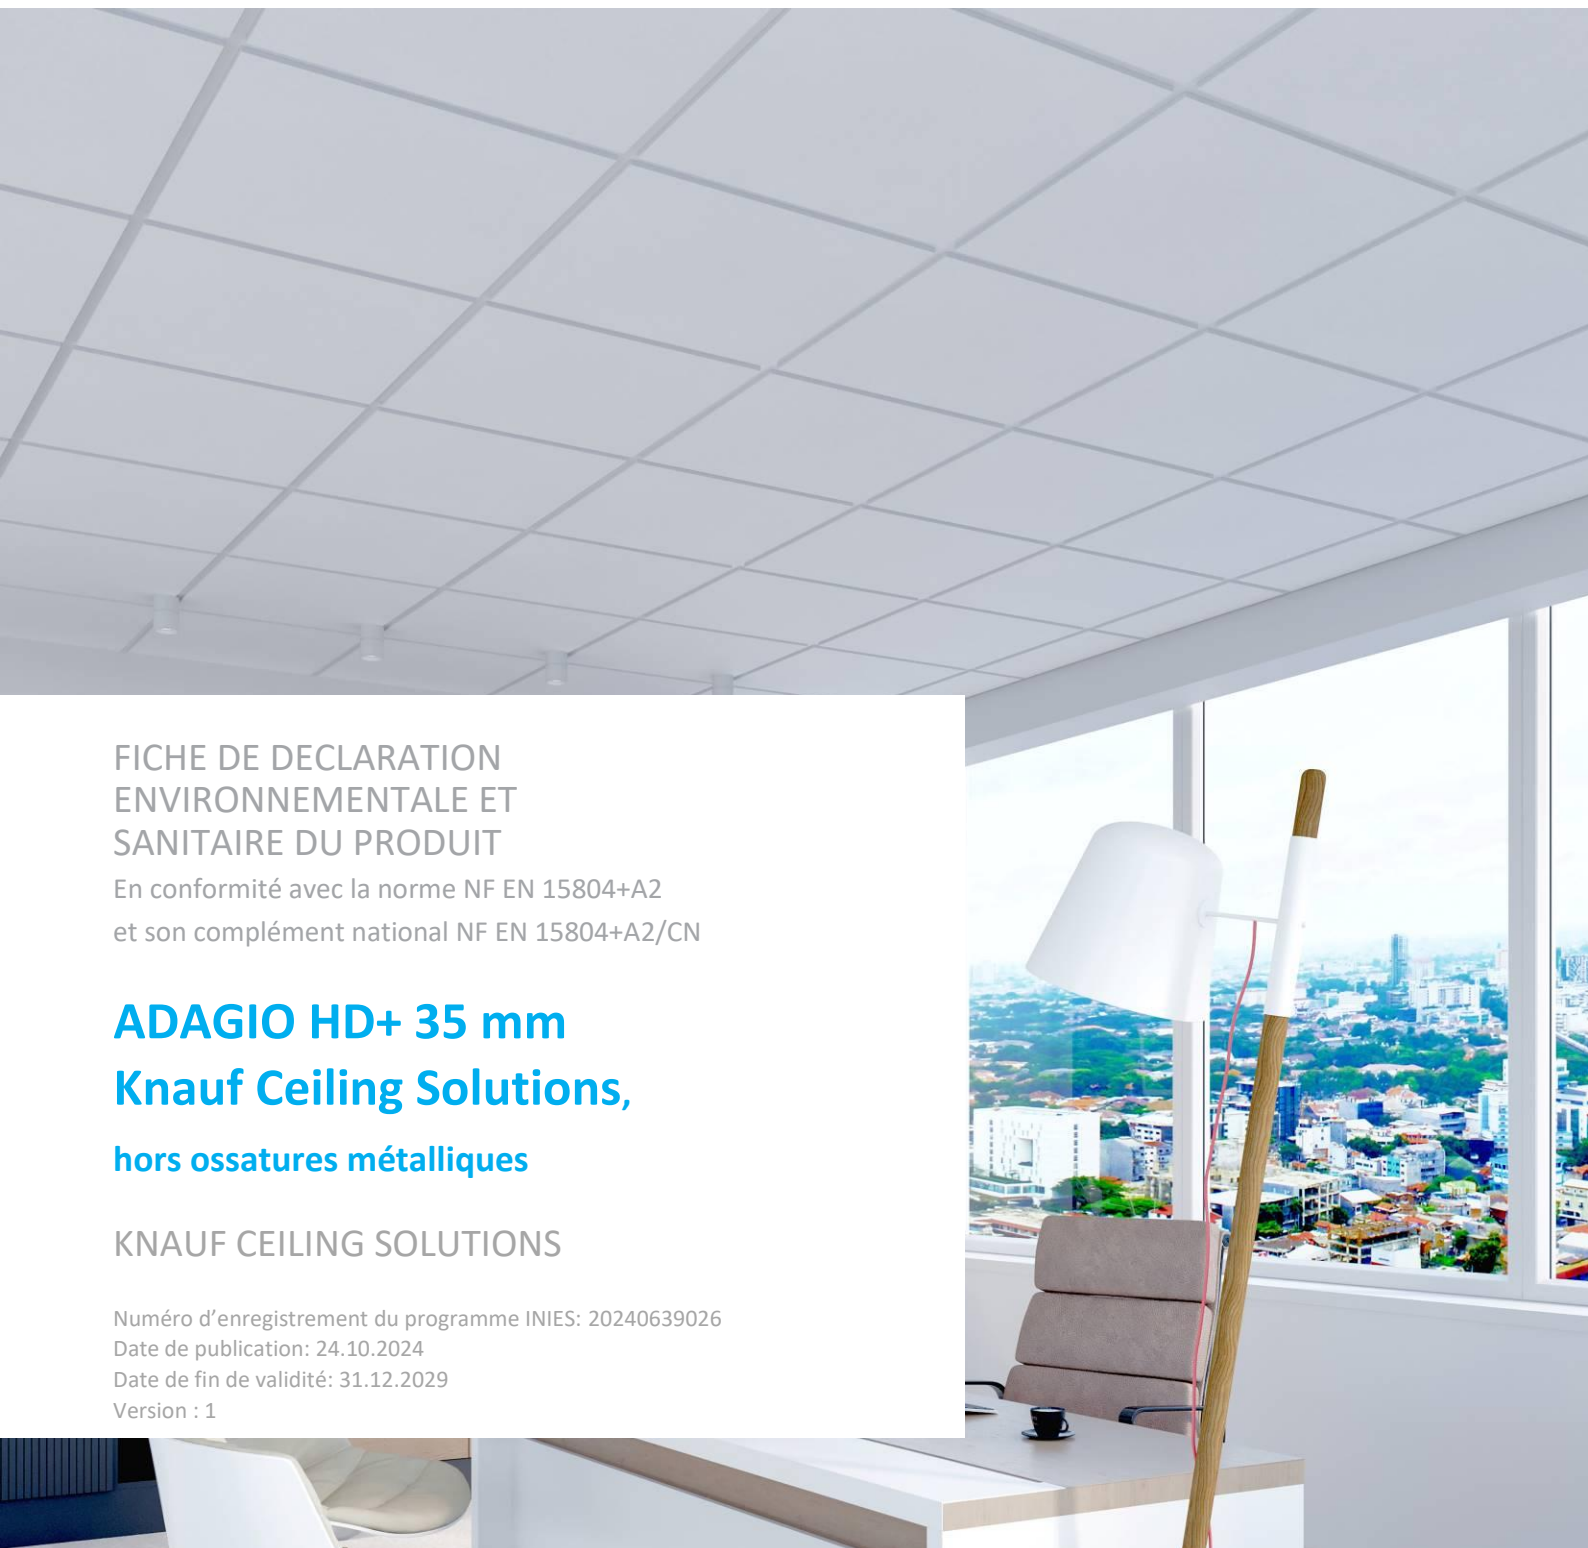 FICHE DE DECLARATION
ENVIRONNEMENTALE ET
SANITAIRE DU PRODUIT
En conformité avec la norme NF EN 15804+A2
et son complément national NF EN 15804+A2/CN
ADAGIO HD+ 35 mm
Knauf Ceiling Solutions,
hors ossatures métalliques
KNAUF CEILING SOLUTIONS
Numéro d’enregistrement du programme INIES: 20240639026
Date de publication: 24.10.2024
Date de fin de validité: 31.12.2029
Version : 1